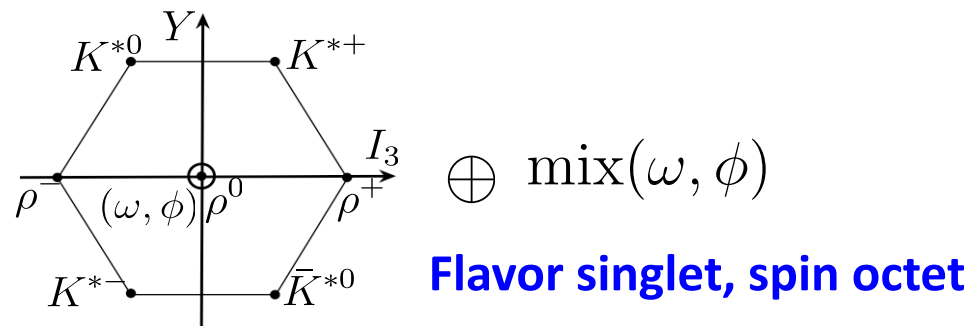 Y
K*0 K*+
I₃
⊕ mix(ω, ϕ)
ρ⁻ (ω, ϕ) ρ⁰ ρ⁺
K*− K̄*0
Flavor singlet, spin octet